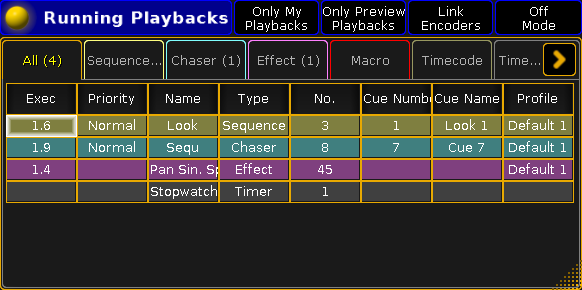 Running Playbacks
Only My Playbacks
Only Preview Playbacks
Link Encoders
Off Mode
All (4) Sequence... Chaser (1) Effect (1) Macro Timecode Time...
Exec Priority Name Type No. Cue Numb Cue Name Profile
1.6 Normal Look Sequence 3 1 Look 1 Default 1
1.9 Normal Sequ Chaser 8 7 Cue 7 Default 1
1.4 Pan Sin. Sp Effect 45 Default 1
Stopwatch Timer 1